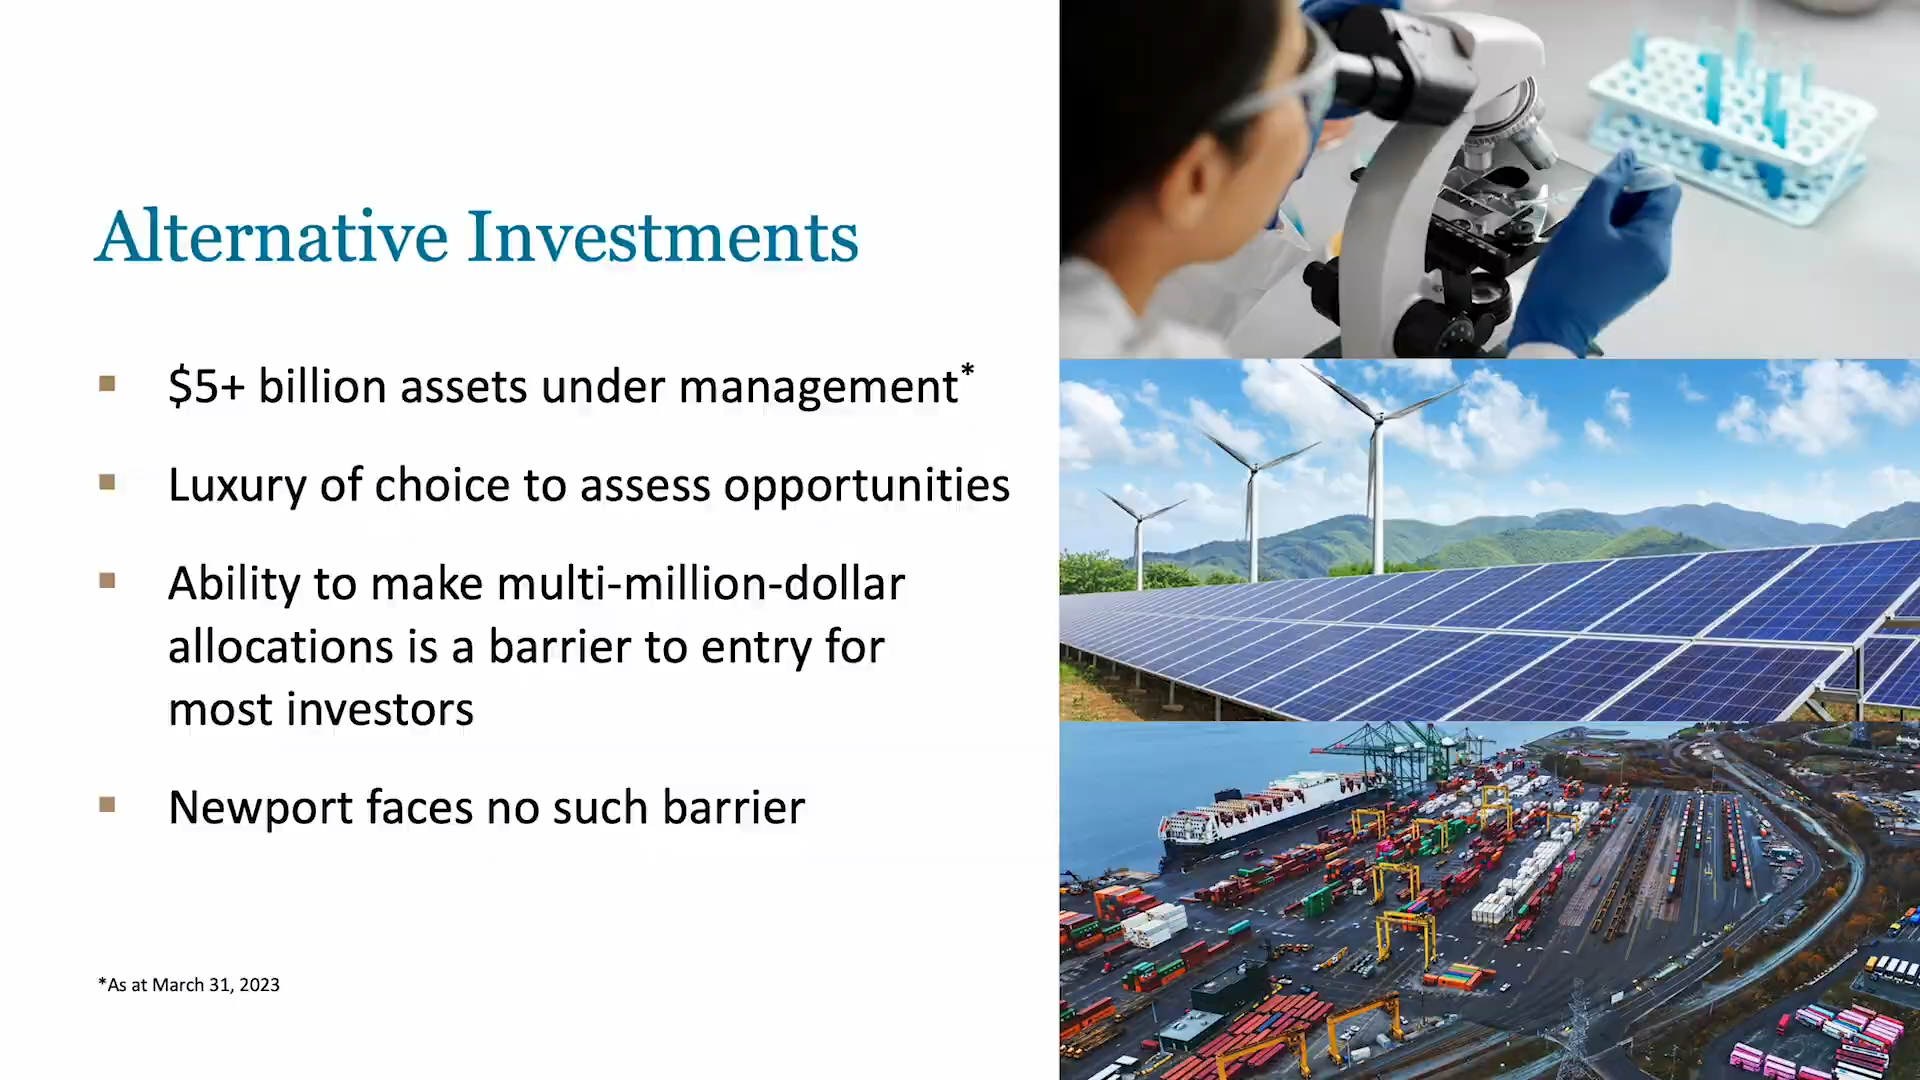 Alternative Investments
▪ $5+ billion assets under management*
▪ Luxury of choice to assess opportunities
▪ Ability to make multi-million-dollar
allocations is a barrier to entry for
most investors
▪ Newport faces no such barrier
*As at March 31, 2023